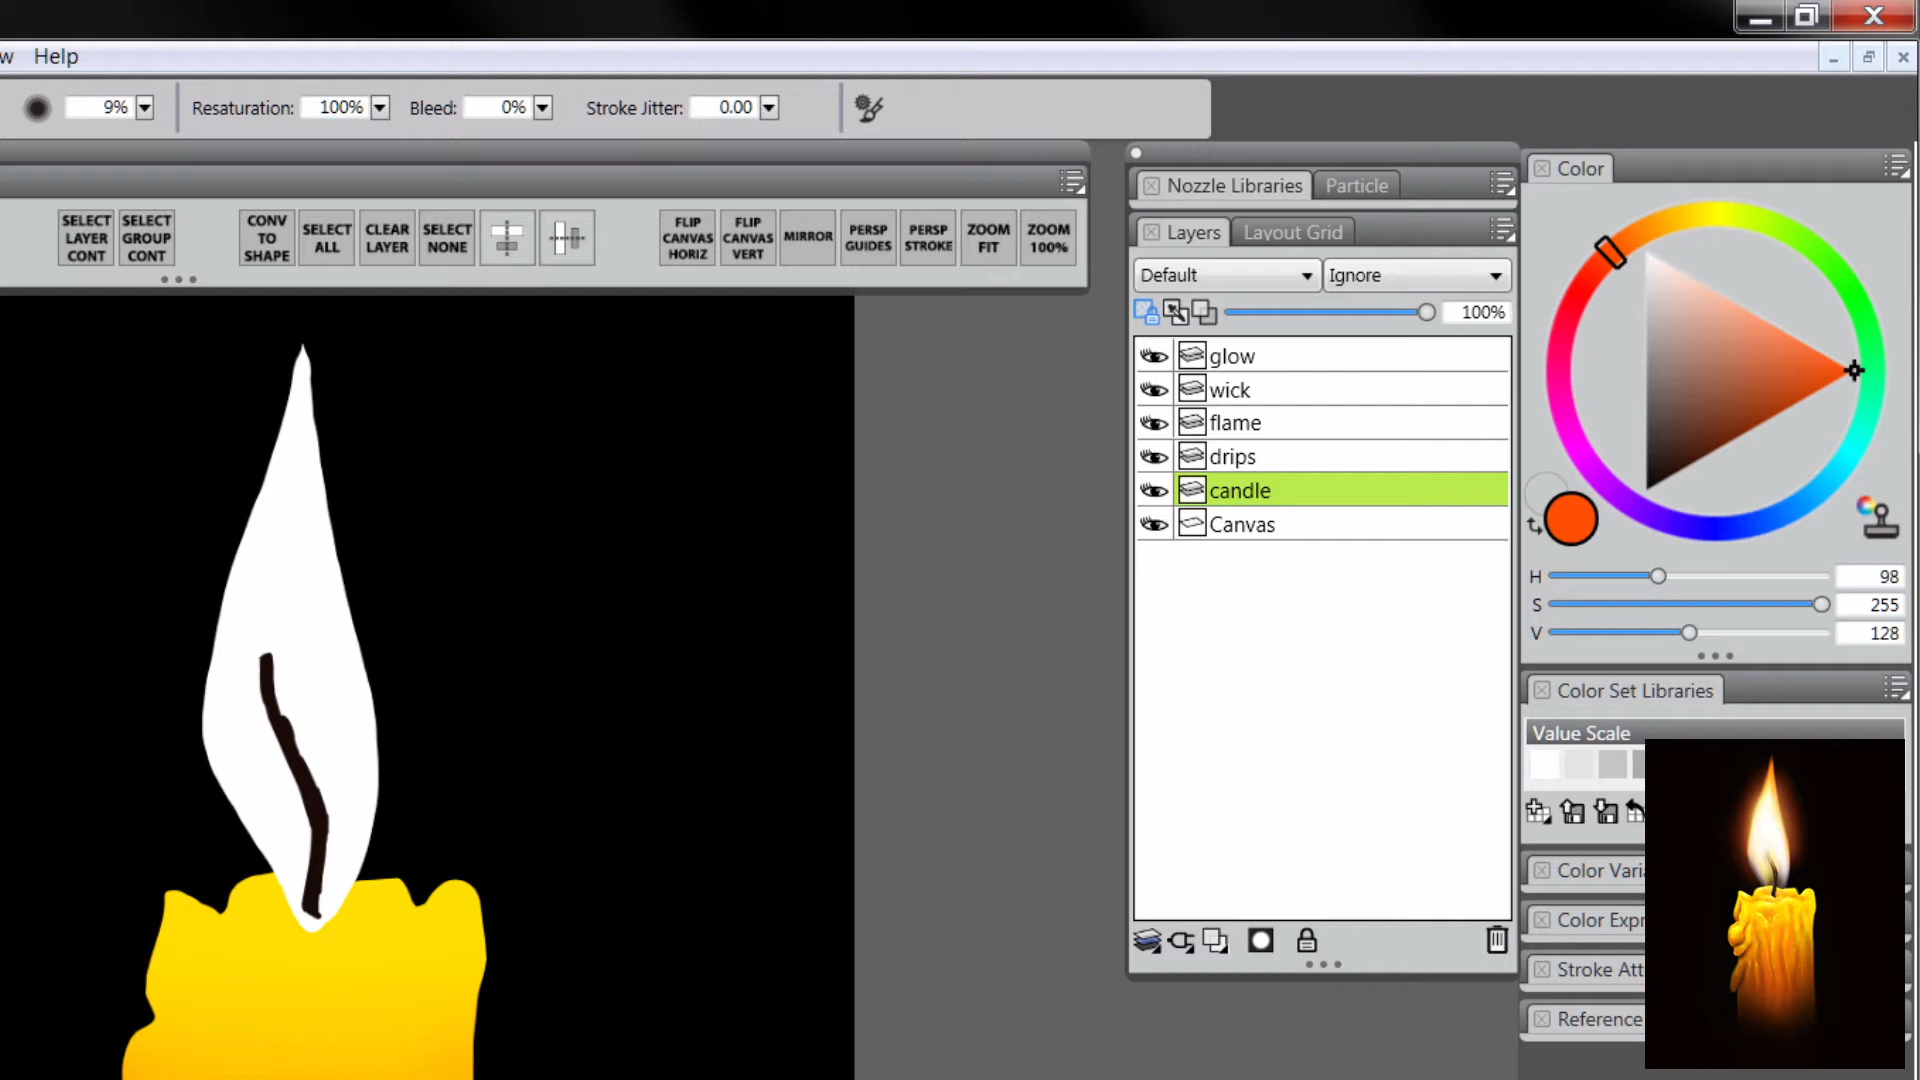 w Help
9% Resaturation: 100% Bleed: 0% Stroke Jitter: 0.00
SELECT LAYER CONT
SELECT GROUP CONT
CONV TO SHAPE
SELECT ALL
CLEAR LAYER
SELECT NONE
FLIP CANVAS HORIZ
FLIP CANVAS VERT
MIRROR
PERSP GUIDES
PERSP STROKE
ZOOM FIT
ZOOM 100%
Nozzle Libraries Particle
Layers Layout Grid
Default Ignore
100%
glow
wick
flame
drips
candle
Canvas
Color
H 98
S 255
V 128
Color Set Libraries
Value Scale
Color Vari
Color Expr
Stroke Att
Reference